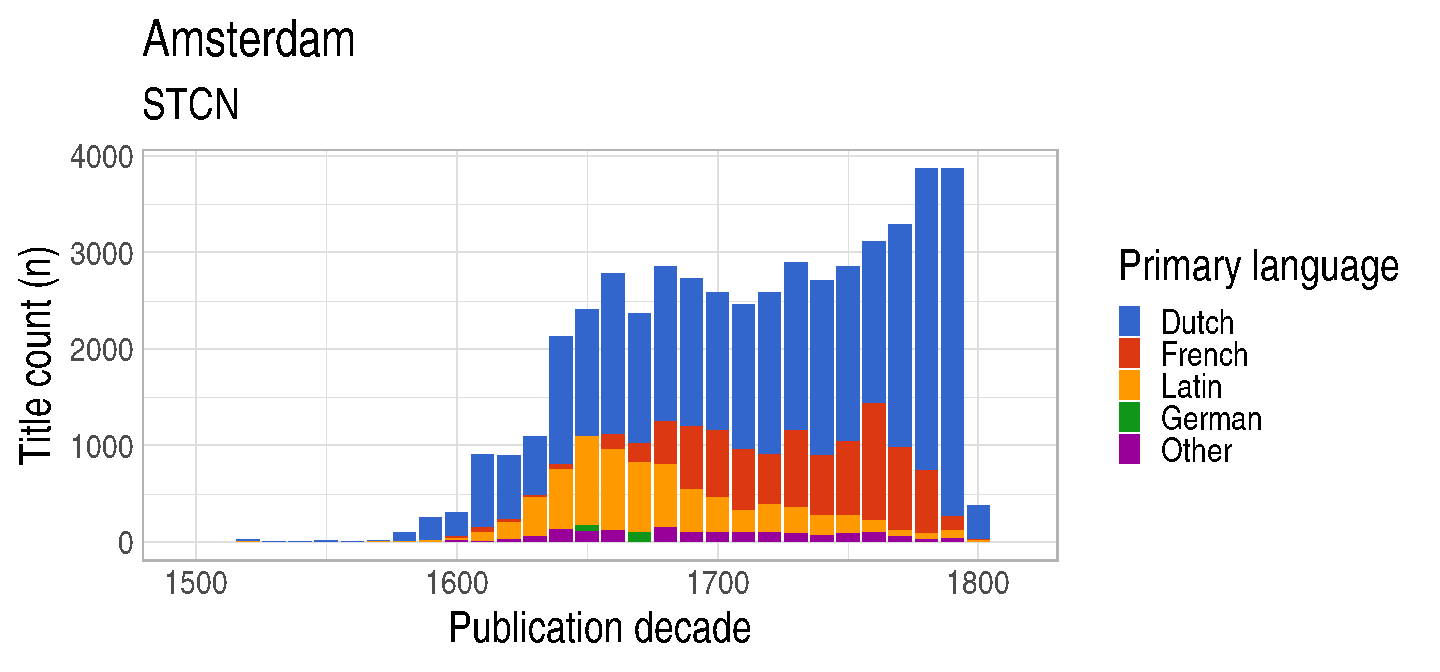 Amsterdam
STCN
4000
3000
2000
1000
0
Title count (n)
1500 1600 1700 1800
Publication decade
Primary language
Dutch
French
Latin
German
Other